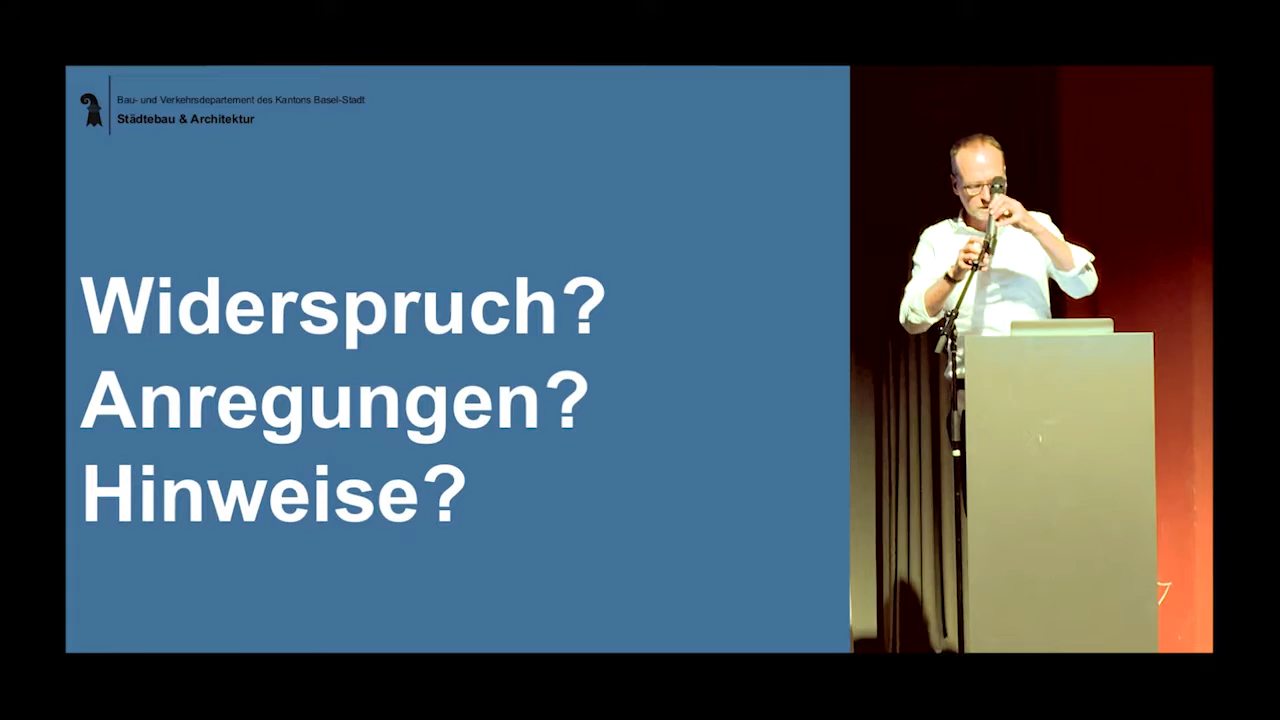 Bau- und Verkehrsdepartement des Kantons Basel-Stadt
Städtebau & Architektur
Widerspruch?
Anregungen?
Hinweise?